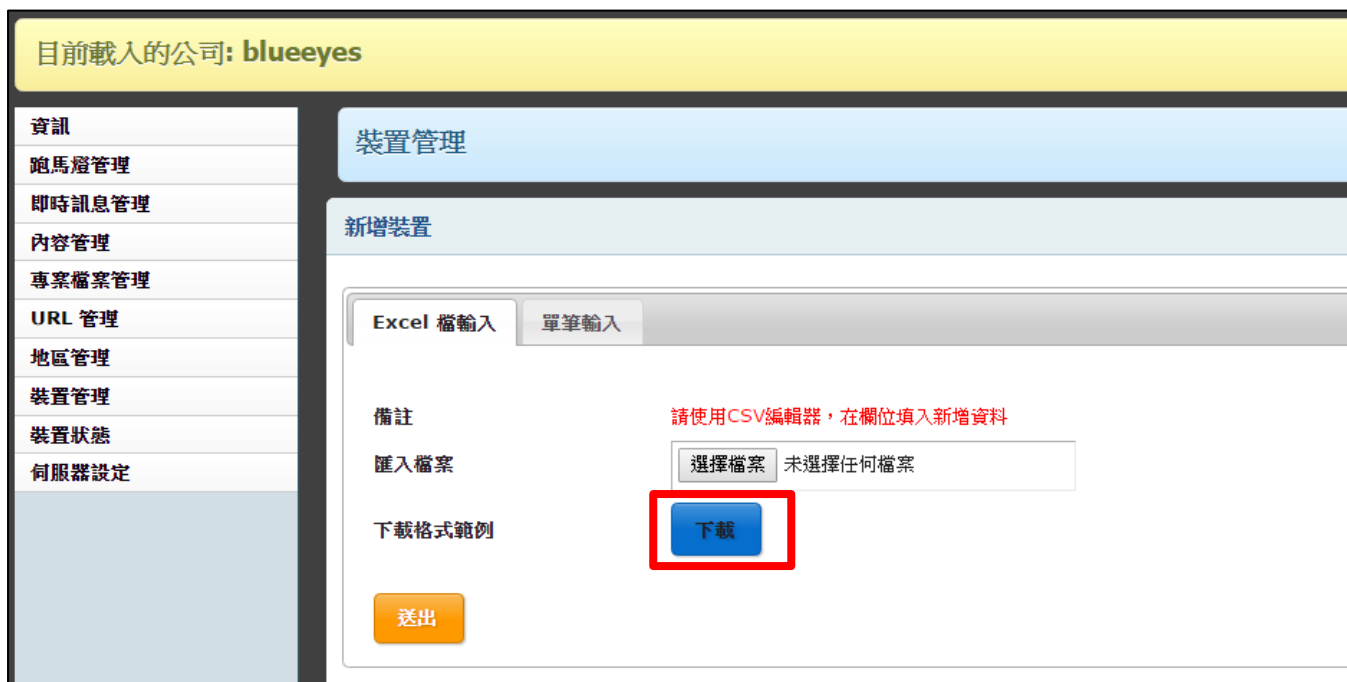 目前載入的公司: blueeyes
資訊
跑馬燈管理
即時訊息管理
內容管理
專案檔案管理
URL 管理
地區管理
裝置管理
裝置狀態
伺服器設定
裝置管理
新增裝置
Excel 檔輸入 單筆輸入
備註 請使用CSV編輯器，在欄位填入新增資料
匯入檔案 選擇檔案 未選擇任何檔案
下載格式範例 下載
送出